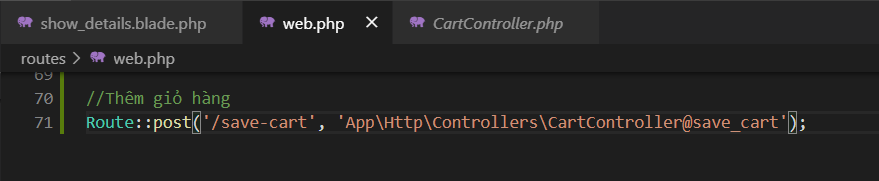 show_details.blade.php web.php CartController.php
routes > web.php
69
70 //Thêm giỏ hàng
71 Route::post('/save-cart', 'App\Http\Controllers\CartController@save_cart');